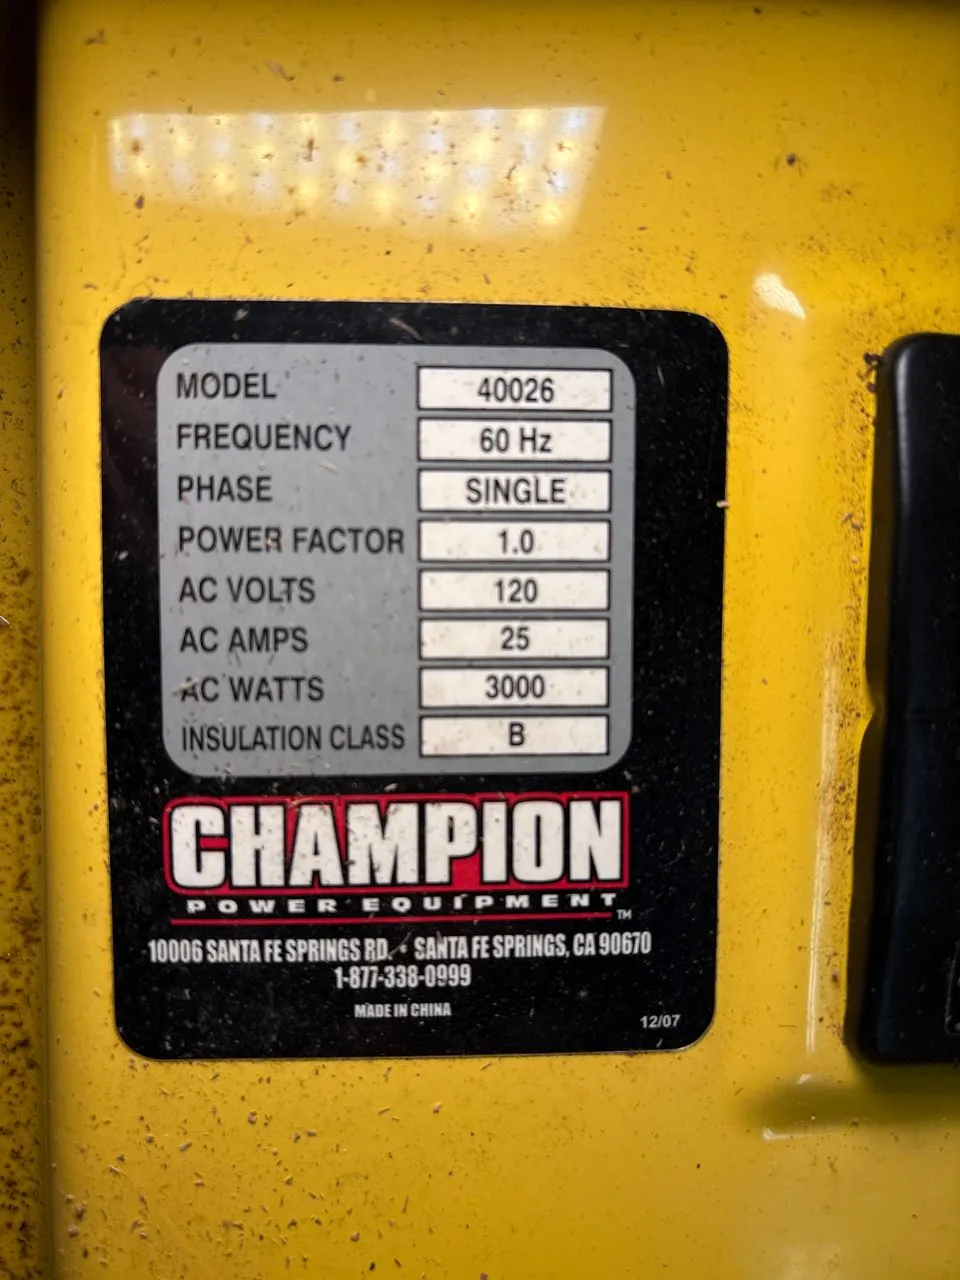 MODEL 40026
FREQUENCY 60 Hz
PHASE SINGLE
POWER FACTOR 1.0
AC VOLTS 120
AC AMPS 25
AC WATTS 3000
INSULATION CLASS B
CHAMPION
POWER EQUIPMENT™
10006 SANTA FE SPRINGS RD. • SANTA FE SPRINGS, CA 90670
1-877-338-0999
MADE IN CHINA
12/07